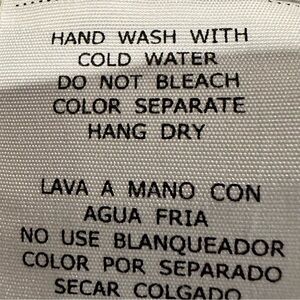 HAND WASH WITH
COLD WATER
DO NOT BLEACH
COLOR SEPARATE
HANG DRY
LAVA A MANO CON
AGUA FRIA
NO USE BLANQUEADOR
COLOR POR SEPARADO
SECAR COLGADO